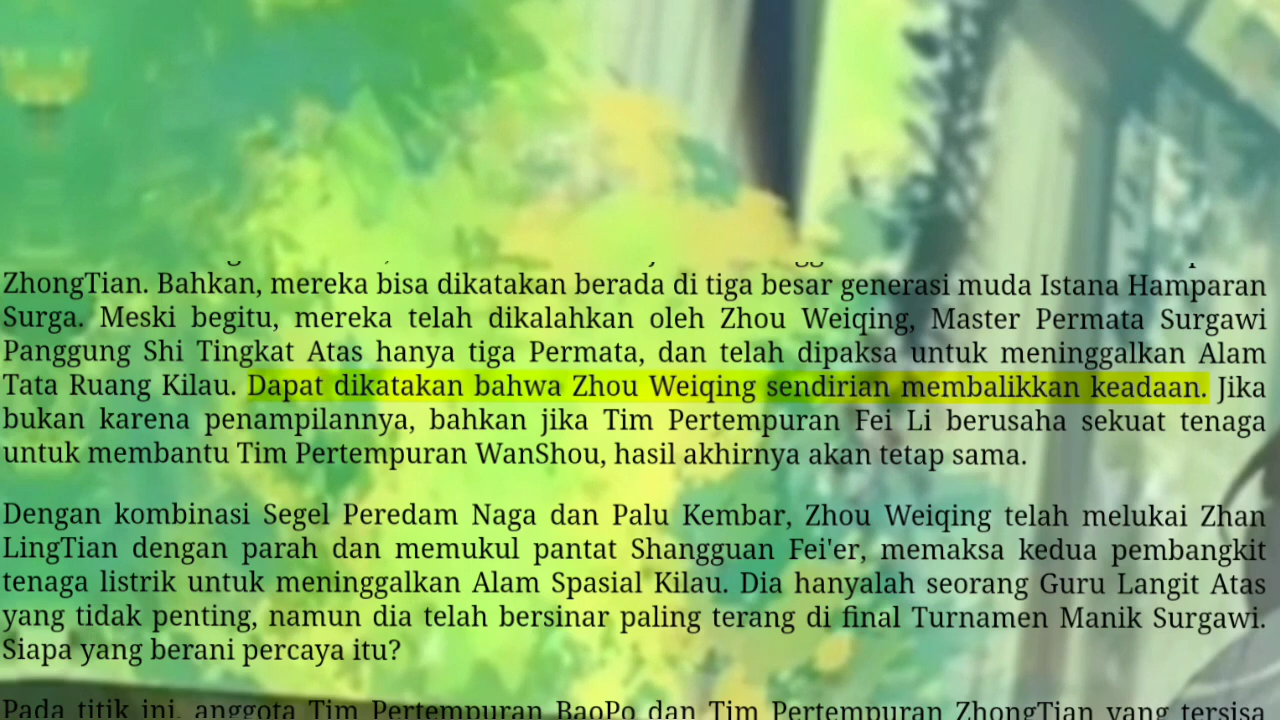 ZhongTian. Bahkan, mereka bisa dikatakan berada di tiga besar generasi muda Istana Hamparan
Surga. Meski begitu, mereka telah dikalahkan oleh Zhou Weiqing, Master Permata Surgawi
Panggung Shi Tingkat Atas hanya tiga Permata, dan telah dipaksa untuk meninggalkan Alam
Tata Ruang Kilau. Dapat dikatakan bahwa Zhou Weiqing sendirian membalikkan keadaan. Jika
bukan karena penampilannya, bahkan jika Tim Pertempuran Fei Li berusaha sekuat tenaga
untuk membantu Tim Pertempuran WanShou, hasil akhirnya akan tetap sama.
Dengan kombinasi Segel Peredam Naga dan Palu Kembar, Zhou Weiqing telah melukai Zhan
LingTian dengan parah dan memukul pantat Shangguan Fei'er, memaksa kedua pembangkit
tenaga listrik untuk meninggalkan Alam Spasial Kilau. Dia hanyalah seorang Guru Langit Atas
yang tidak penting, namun dia telah bersinar paling terang di final Turnamen Manik Surgawi.
Siapa yang berani percaya itu?
Pada titik ini, anggota Tim Pertempuran BaoPo dan Tim Pertempuran ZhongTian yang tersisa